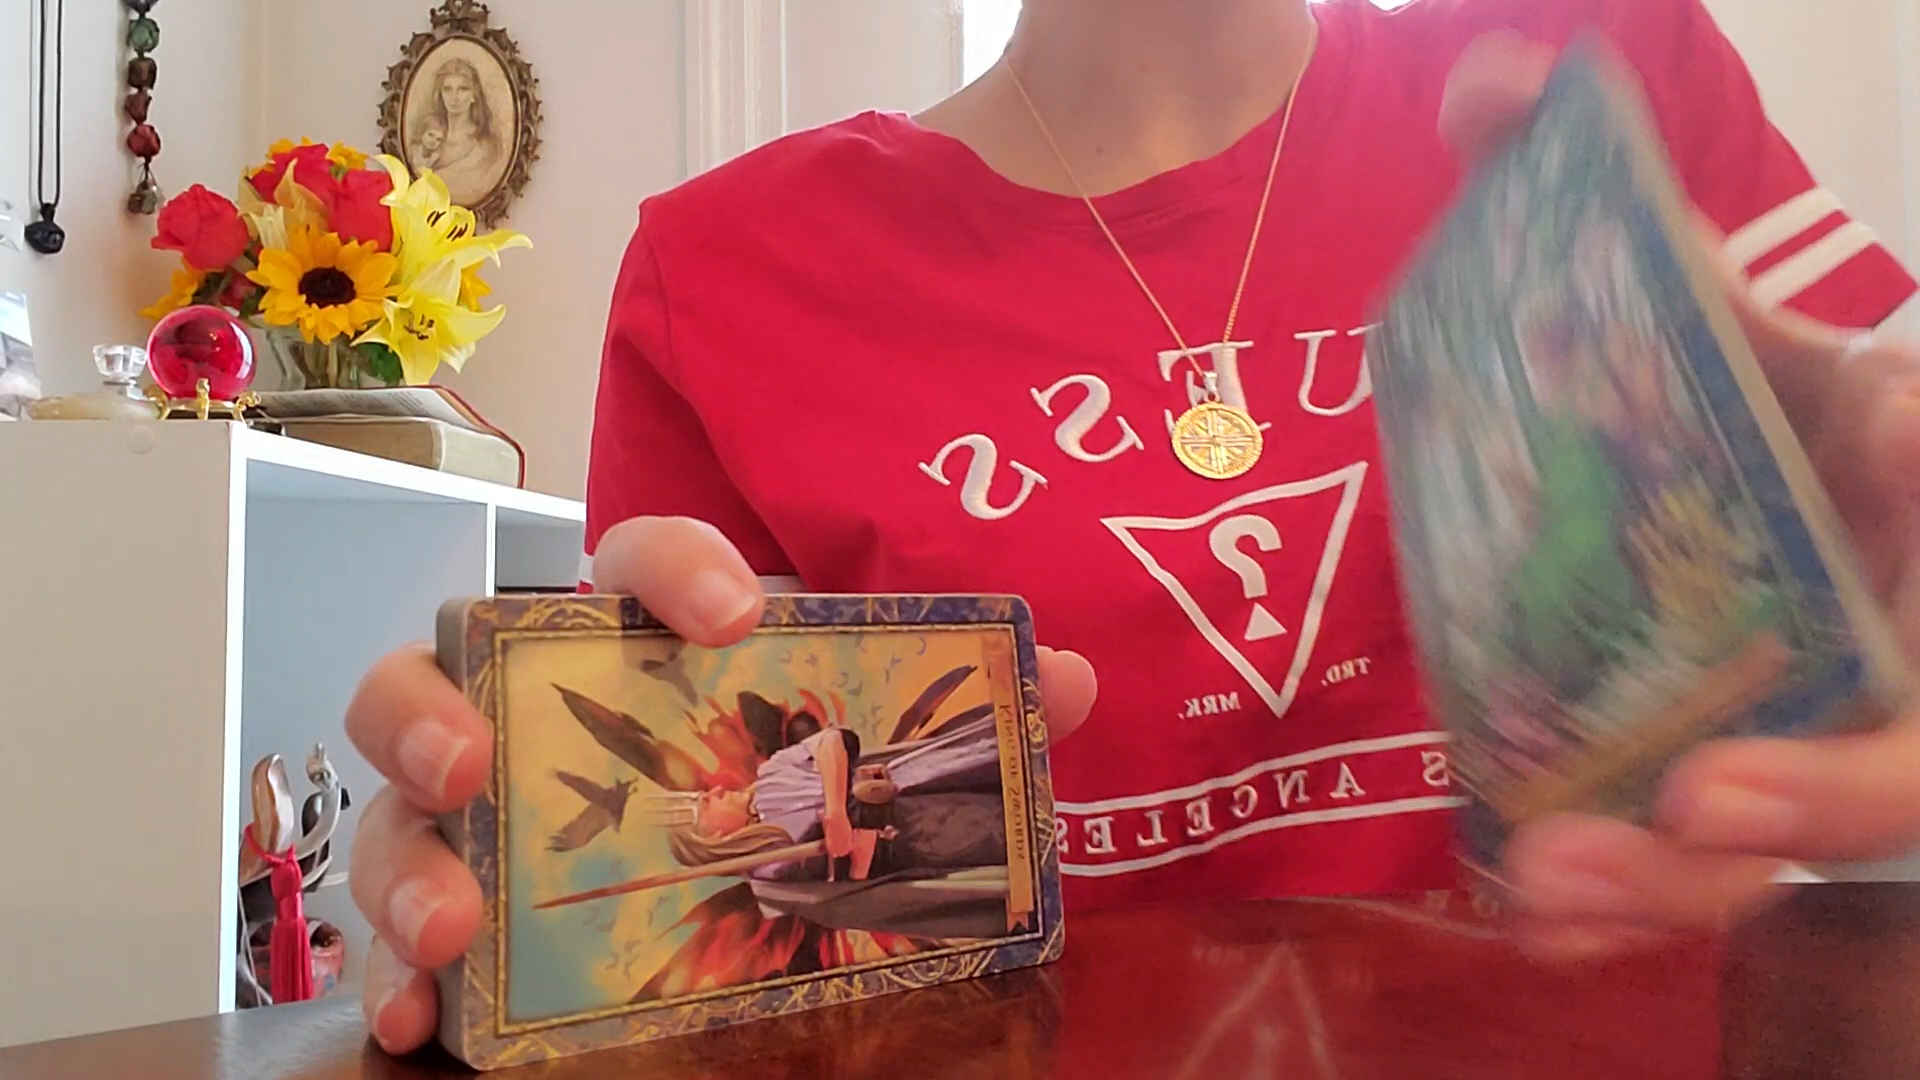 UESS
?
TRD.
MRK.
S ANGELES
KING OF SWORDS